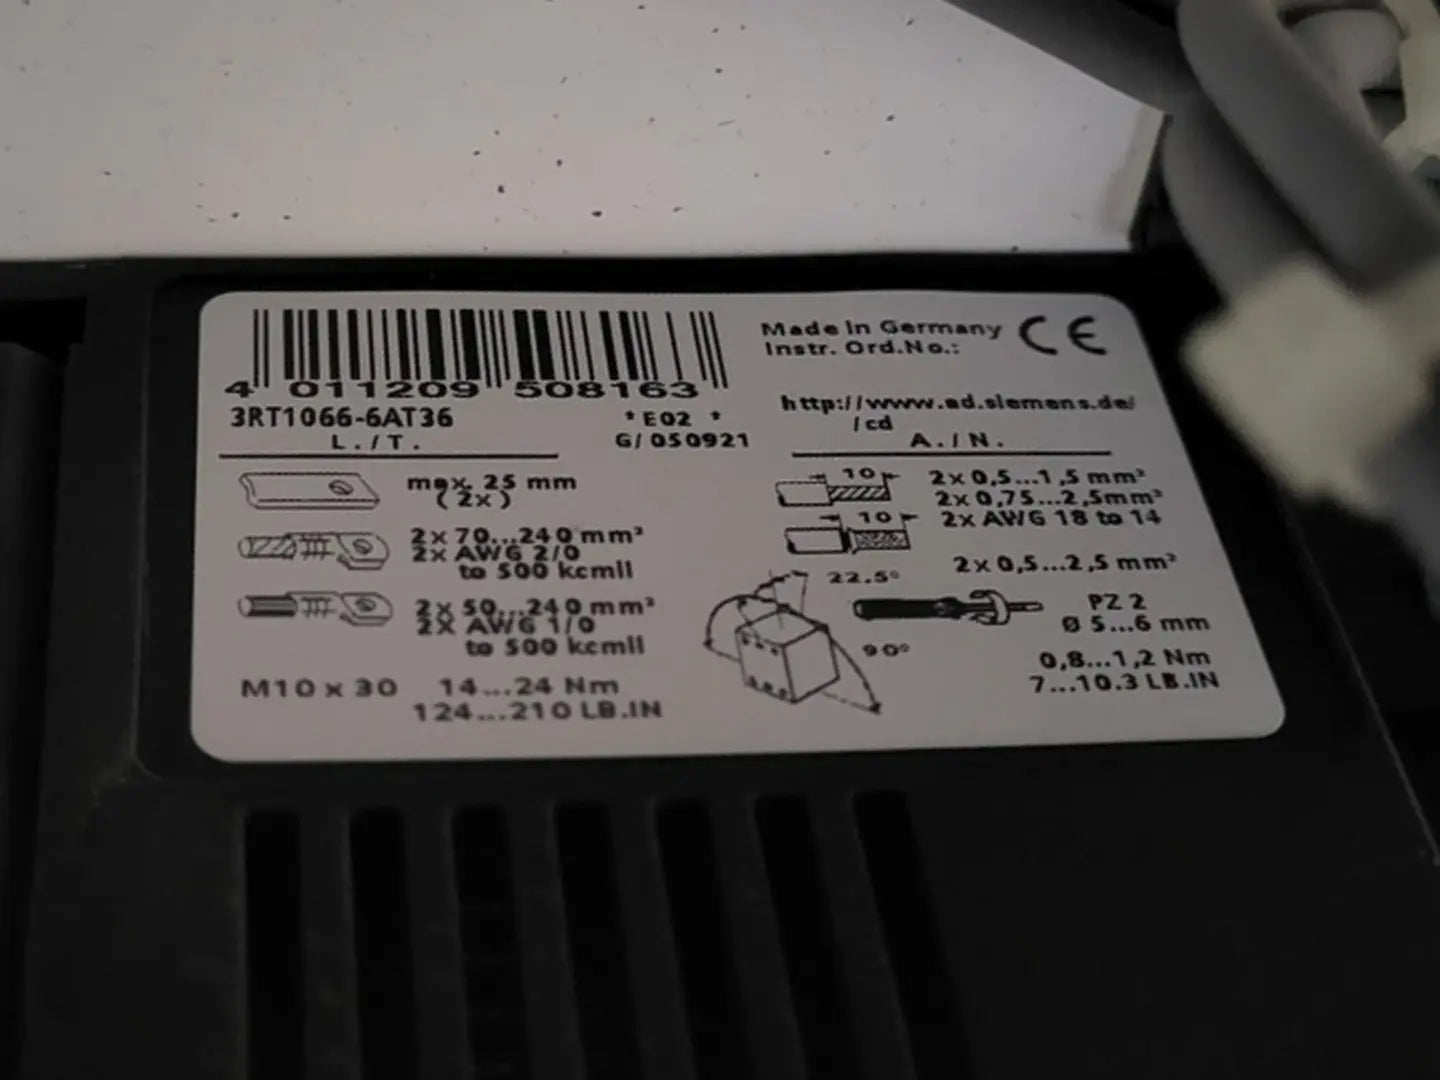 4 011209 508163
3RT1066-6AT36
*E02 *
G/050921
Made in Germany
Instr. Ord.No.:
CE
http://www.ad.siemens.de/
/cd
L./T.
max. 25 mm
(2x)
2x 70...240 mm²
2x AWG 2/0
to 500 kcmil
2x 50...240 mm²
2X AWG 1/0
to 500 kcmil
M10 x 30
14...24 Nm
124...210 LB.IN
A./N.
10
2x 0,5...1,5 mm²
2x 0,75...2,5mm²
10
2x AWG 18 to 14
2x 0,5...2,5 mm²
22.5°
90°
PZ 2
Ø 5...6 mm
0,8...1,2 Nm
7...10.3 LB.IN